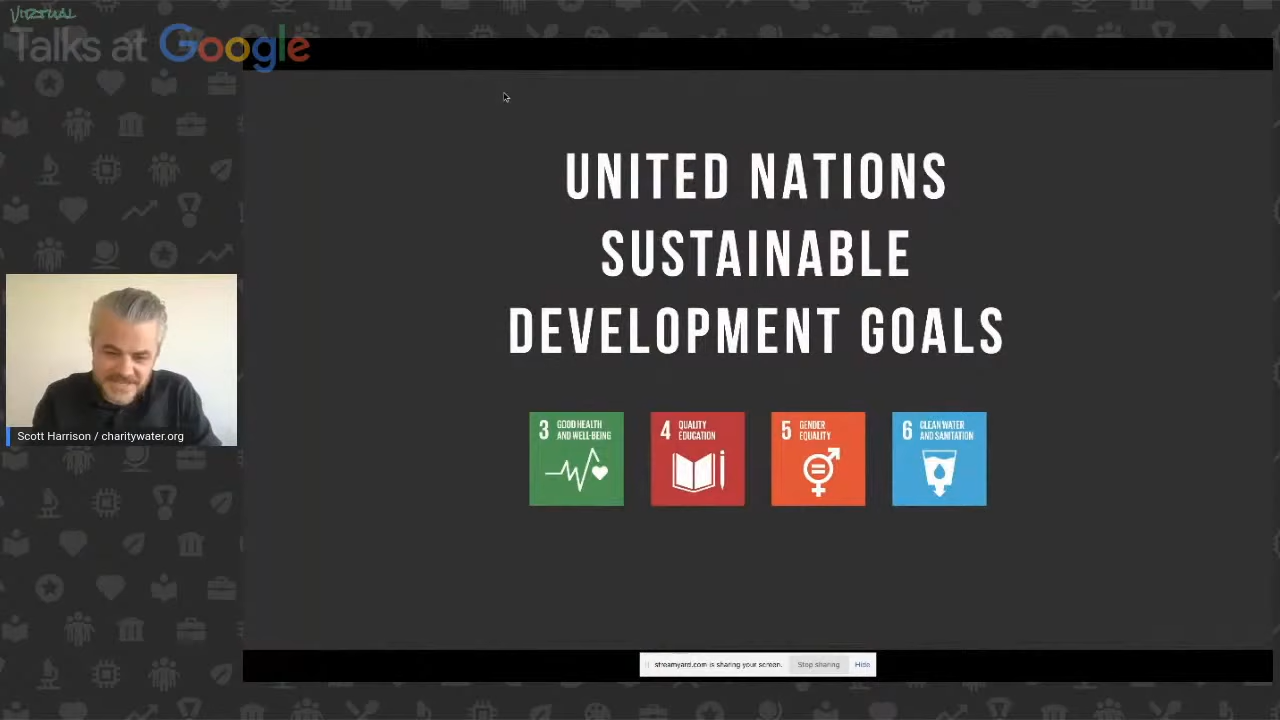 VIRTUAL
Talks at Google
UNITED NATIONS
SUSTAINABLE
DEVELOPMENT GOALS
3 GOOD HEALTH
AND WELL-BEING
4 QUALITY
EDUCATION
5 GENDER
EQUALITY
6 CLEAN WATER
AND SANITATION
Scott Harrison / charitywater.org
streamyard.com is sharing your screen.
Stop sharing
Hide